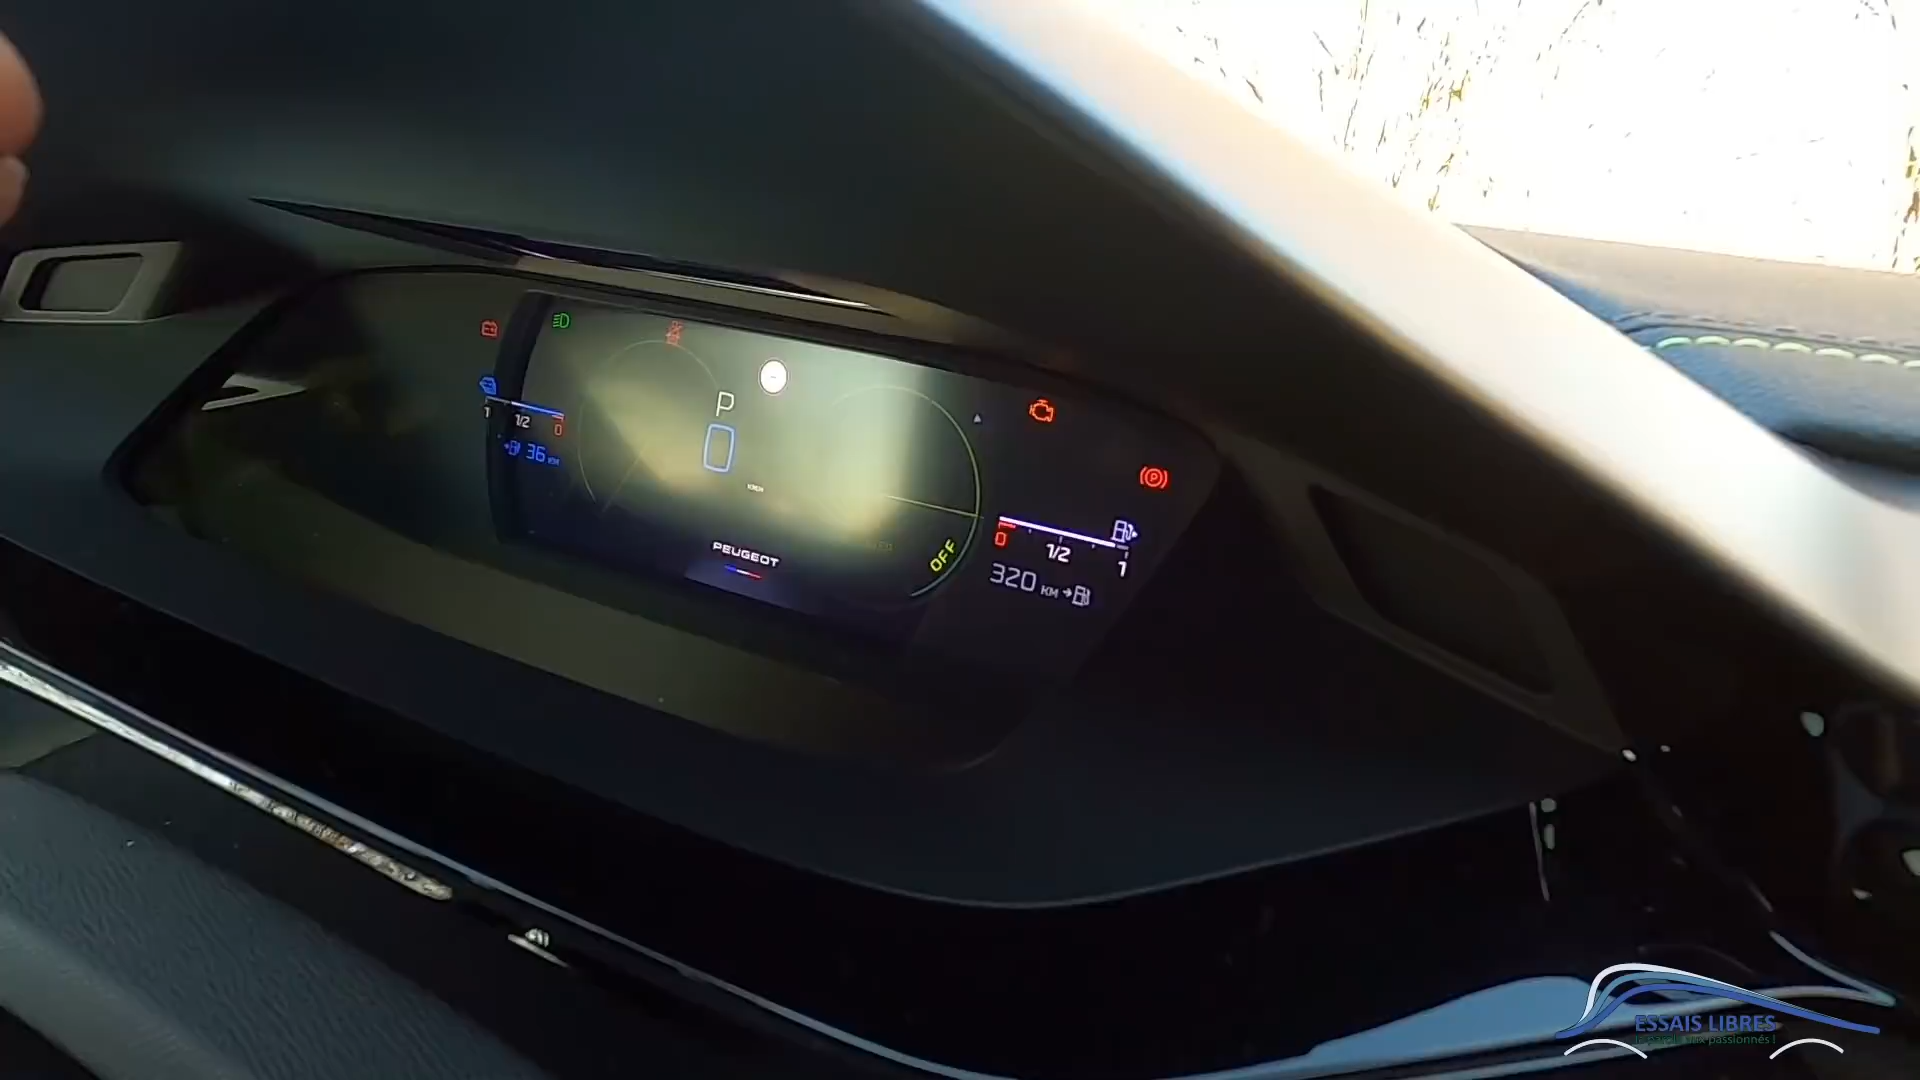 P
0
1 1/2 0
36 KM
km/h
PEUGEOT
OFF
0 1/2 1
320 KM
P
ESSAIS LIBRES